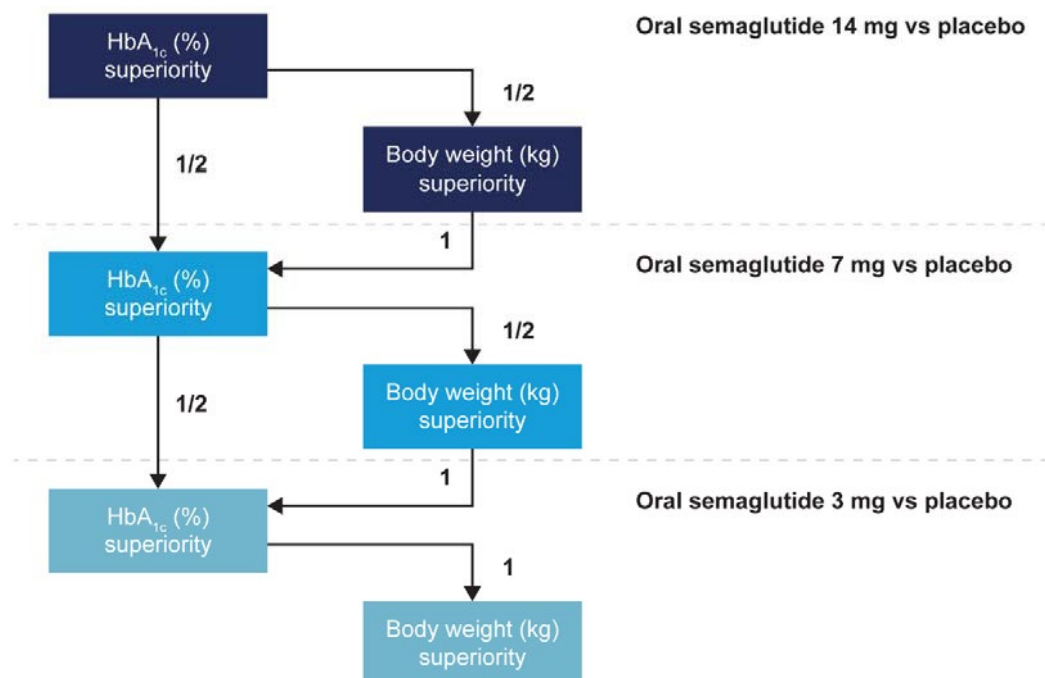 Oral semaglutide 14 mg vs placebo
HbA1c (%)
superiority
1/2
Body weight (kg)
superiority
1/2
1
Oral semaglutide 7 mg vs placebo
HbA1c (%)
superiority
1/2
Body weight (kg)
superiority
1/2
1
Oral semaglutide 3 mg vs placebo
HbA1c (%)
superiority
1
Body weight (kg)
superiority